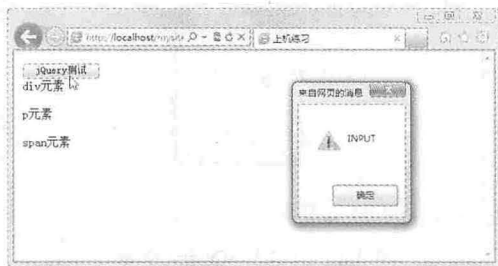 http://localhost/mysite
上机练习
jQuery测试
div元素
p元素
span元素
来自网页的消息
INPUT
确定